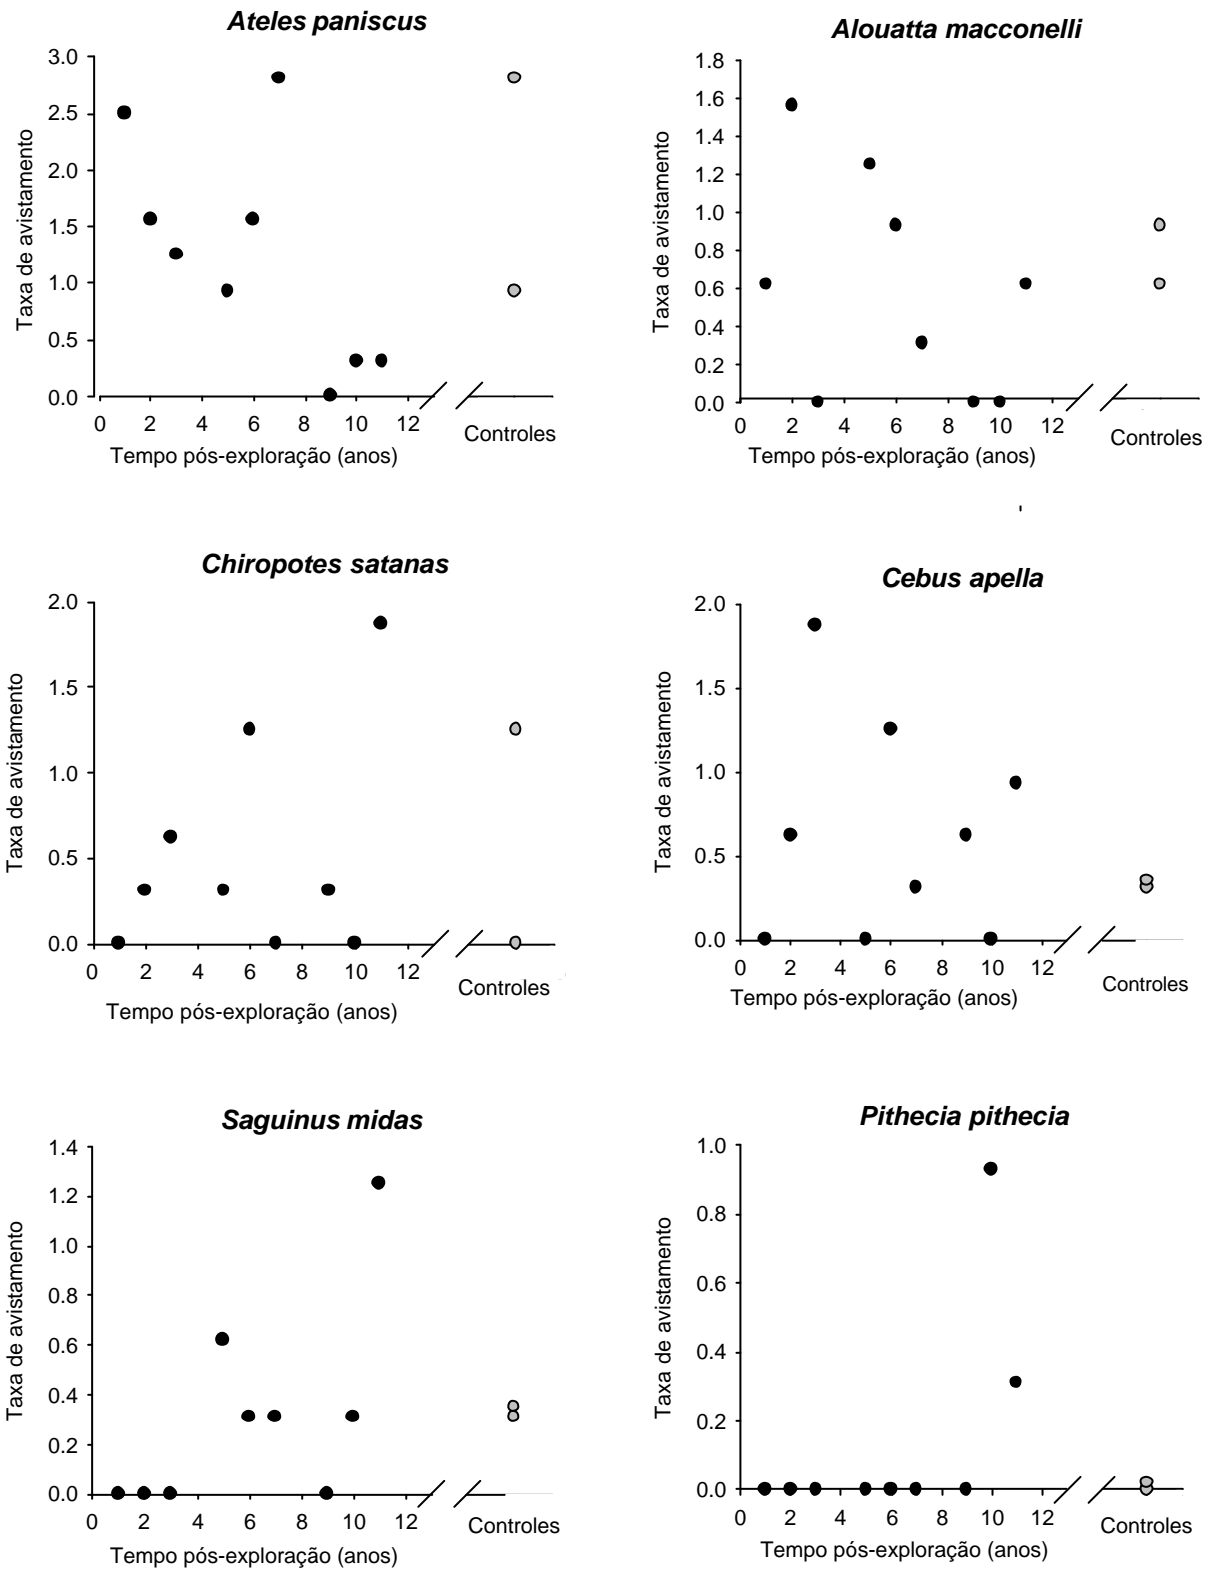 Ateles paniscus
3.0
2.5
2.0
1.5
1.0
0.5
0.0
Taxa de avistamento
0 2 4 6 8 10 12
Controles
Tempo pós-exploração (anos)
Alouatta macconelli
1.8
1.6
1.4
1.2
1.0
0.8
0.6
0.4
0.2
0.0
Taxa de avistamento
0 2 4 6 8 10 12
Controles
Tempo pós-exploração (anos)
Chiropotes satanas
2.0
1.5
1.0
0.5
0.0
Taxa de avistamento
0 2 4 6 8 10 12
Controles
Tempo pós-exploração (anos)
Cebus apella
2.0
1.5
1.0
0.5
0.0
Taxa de avistamento
0 2 4 6 8 10 12
Controles
Tempo pós-exploração (anos)
Saguinus midas
1.4
1.2
1.0
0.8
0.6
0.4
0.2
0.0
Taxa de avistamento
0 2 4 6 8 10 12
Controles
Tempo pós-exploração (anos)
Pithecia pithecia
1.0
0.8
0.6
0.4
0.2
0.0
Taxa de avistamento
0 2 4 6 8 10 12
Controles
Tempo pós-exploração (anos)